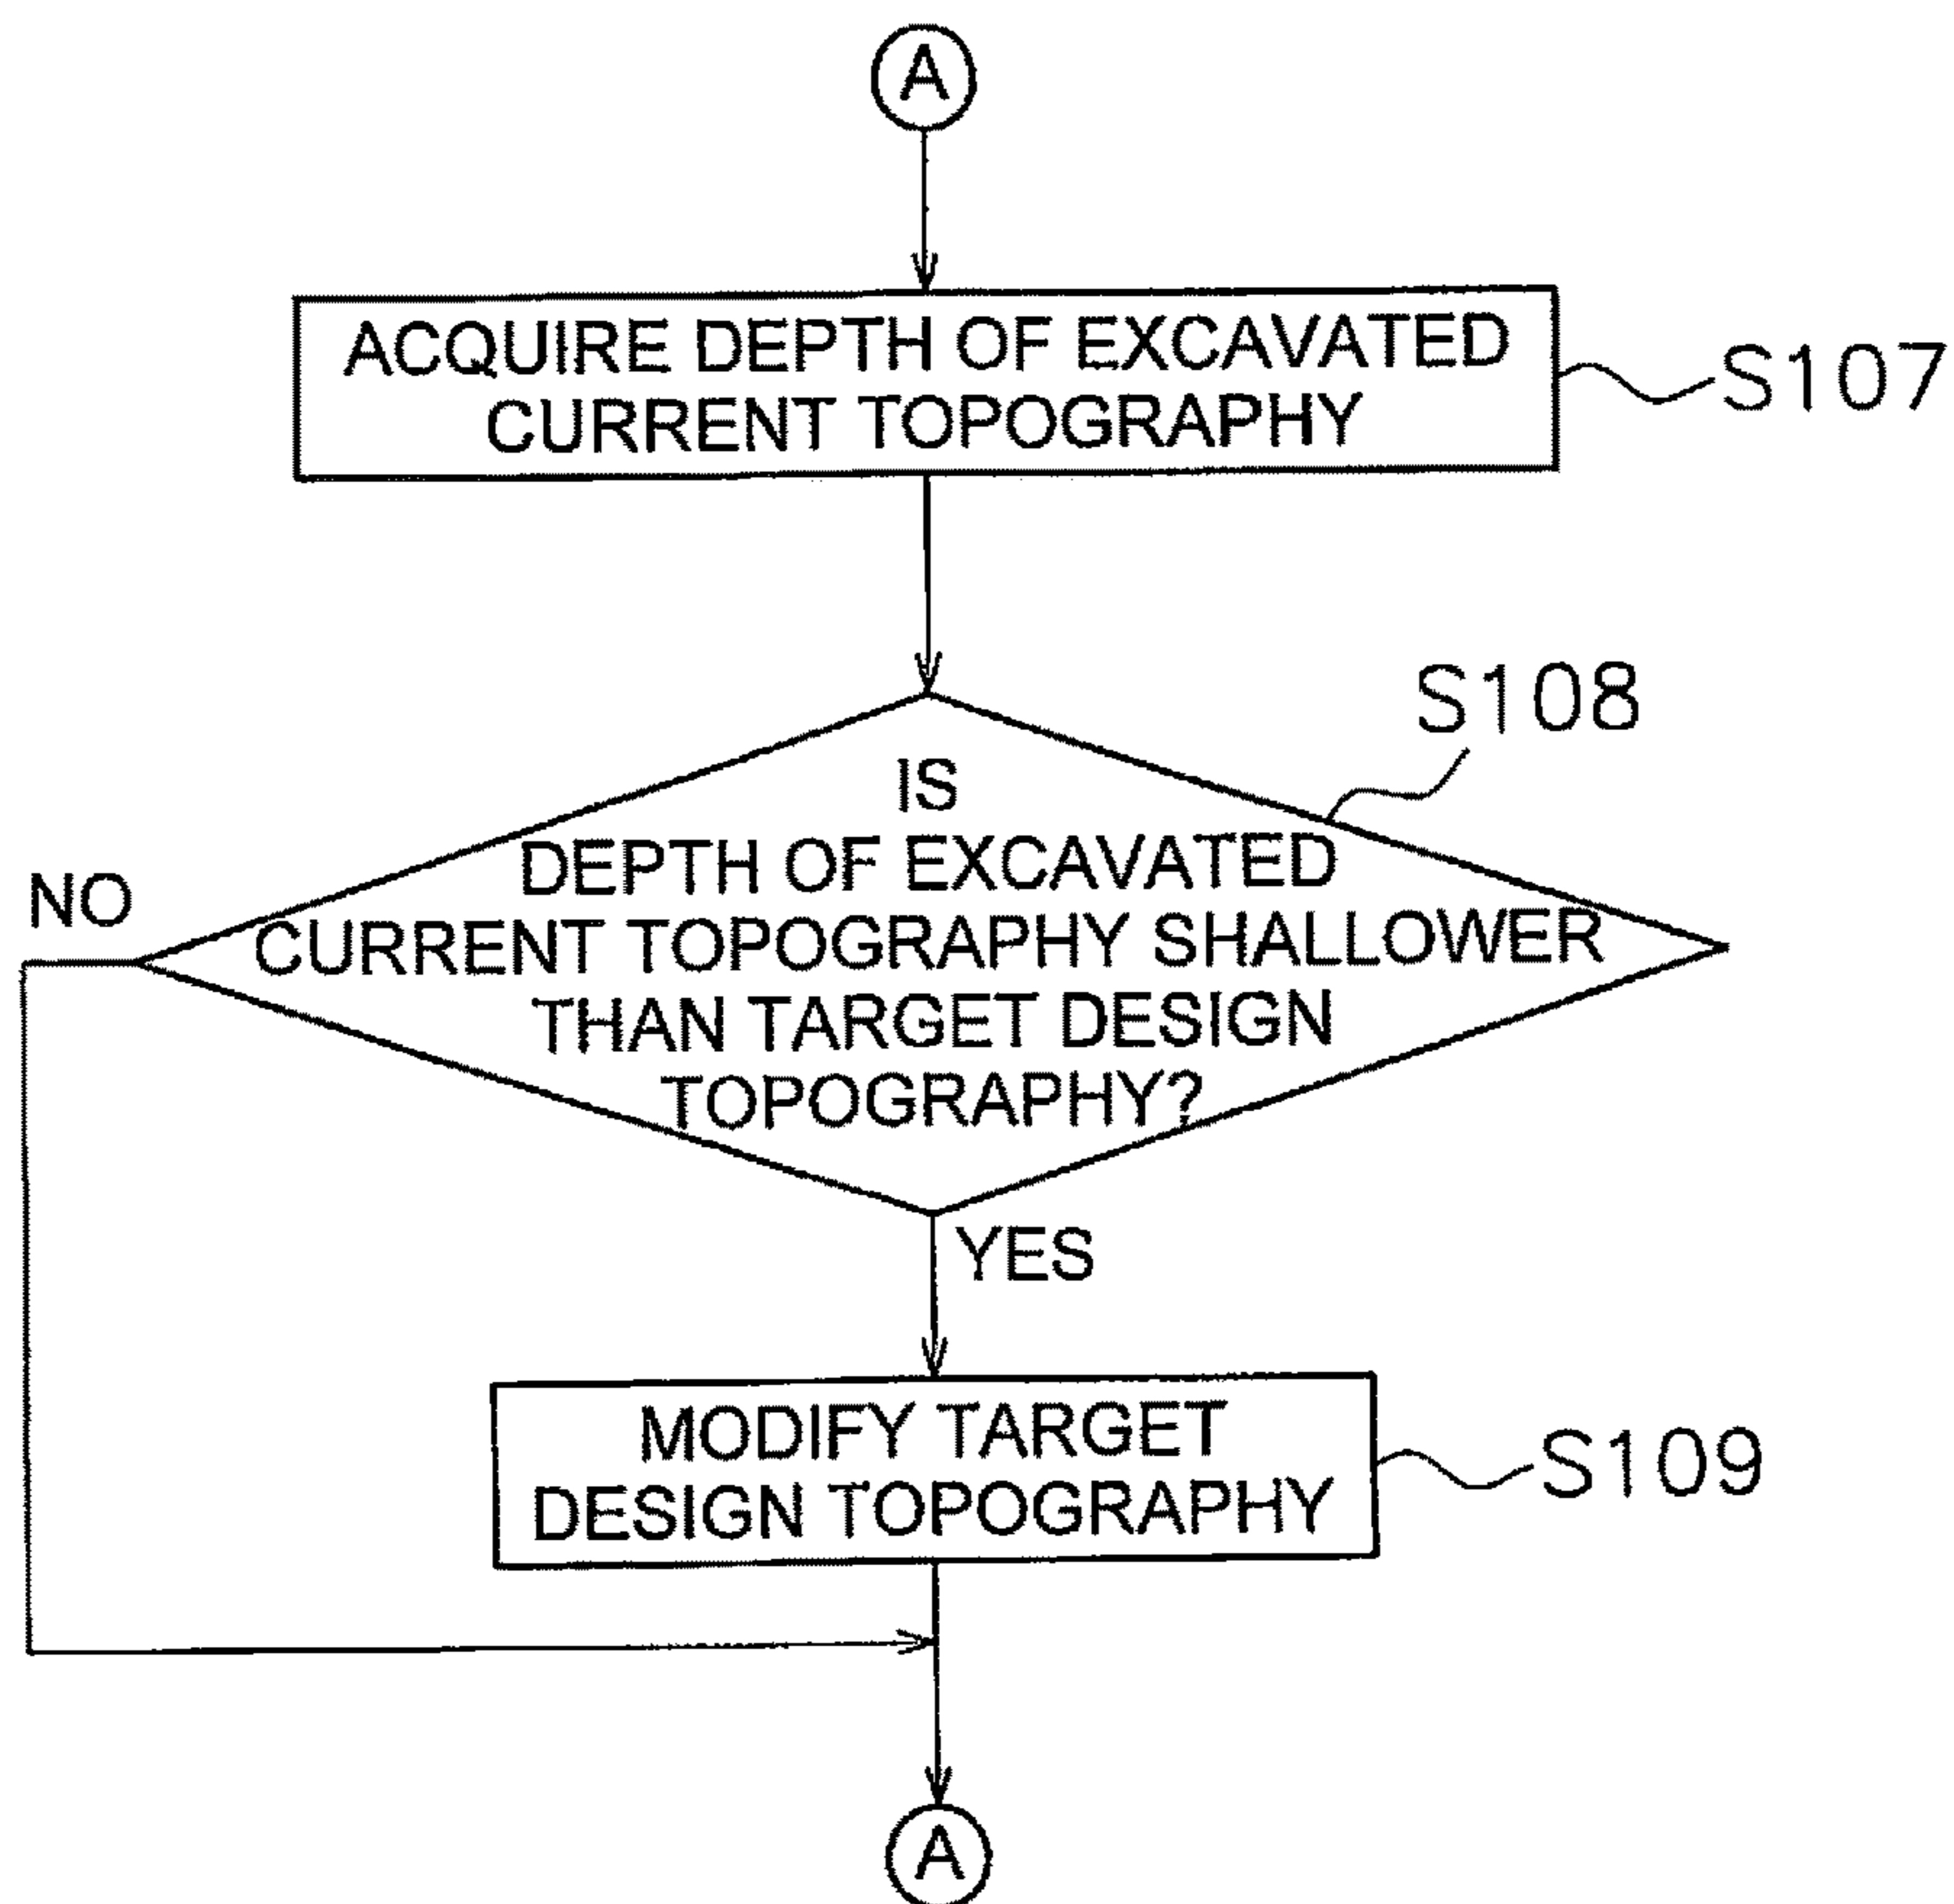 A
ACQUIRE DEPTH OF EXCAVATED
CURRENT TOPOGRAPHY
S107
S108
IS
DEPTH OF EXCAVATED
CURRENT TOPOGRAPHY SHALLOWER
THAN TARGET DESIGN
TOPOGRAPHY?
NO
YES
MODIFY TARGET
DESIGN TOPOGRAPHY
S109
A